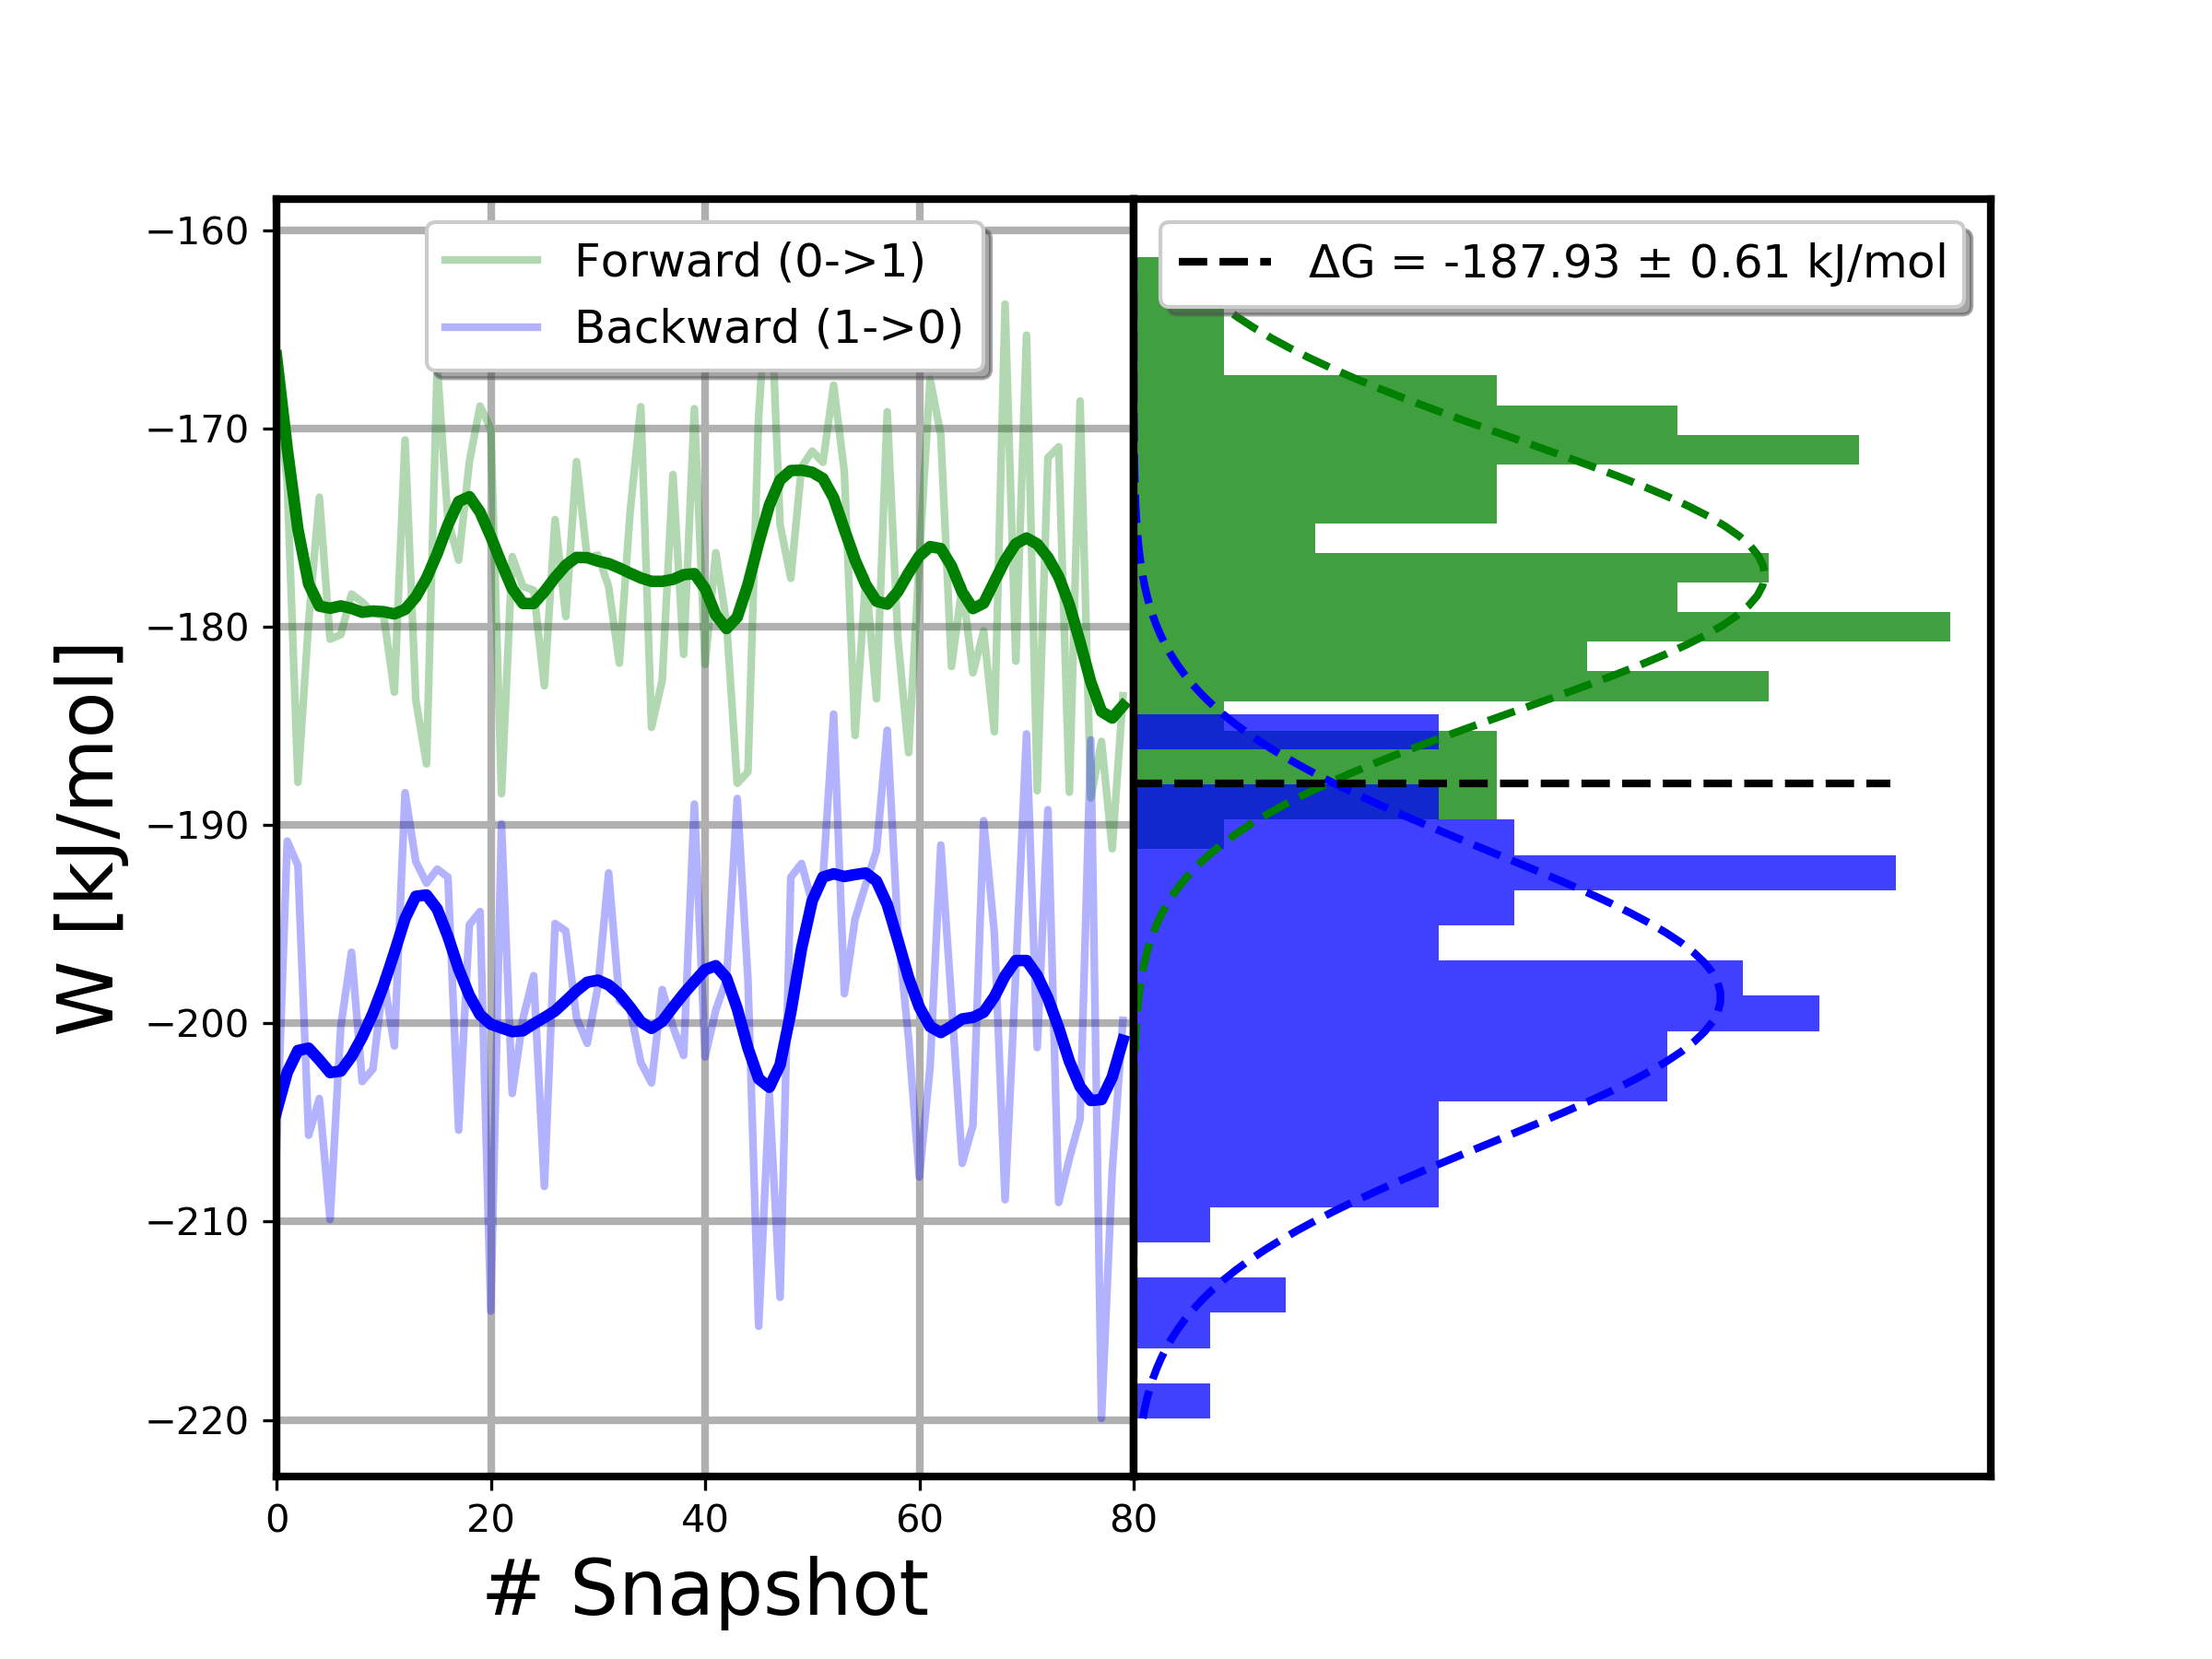 W [kJ/mol]
−160
−170
−180
−190
−200
−210
−220
Forward (0->1)
Backward (1->0)
ΔG = -187.93 ± 0.61 kJ/mol
0 20 40 60 80
# Snapshot